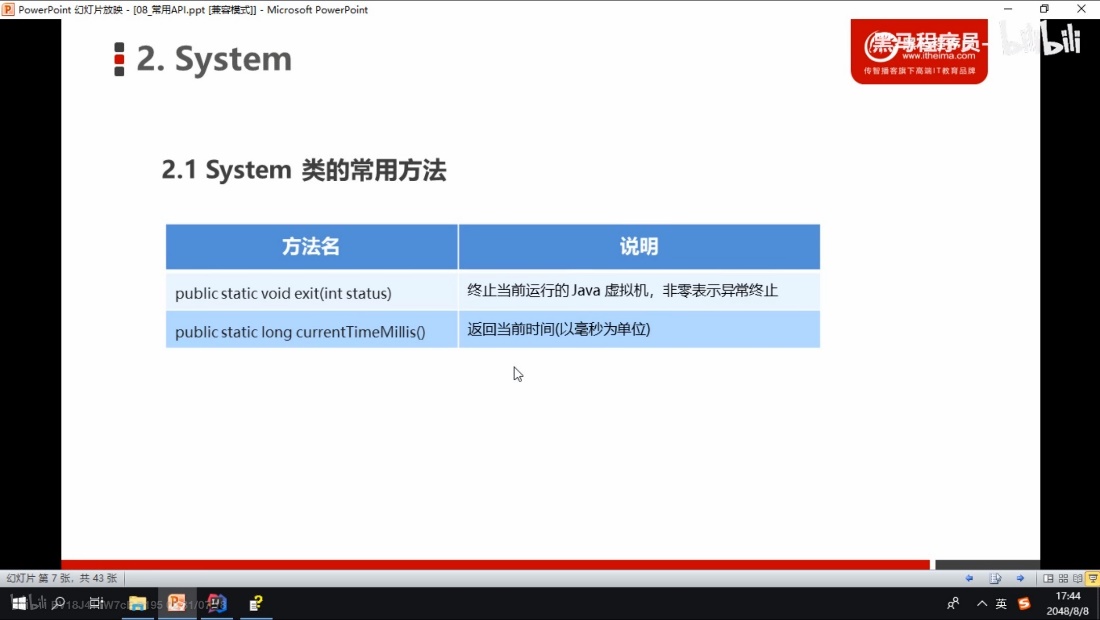 PowerPoint 幻灯片放映 - [08_常用API.ppt [兼容模式]] - Microsoft PowerPoint
2. System
黑马程序员-
bilibili
www.itheima.com
传智播客旗下高端IT教育品牌
2.1 System 类的常用方法
方法名 说明
public static void exit(int status) 终止当前运行的 Java 虚拟机，非零表示异常终止
public static long currentTimeMillis() 返回当前时间(以毫秒为单位)
幻灯片 第 7 张，共 43 张
英
17:44
2048/8/8